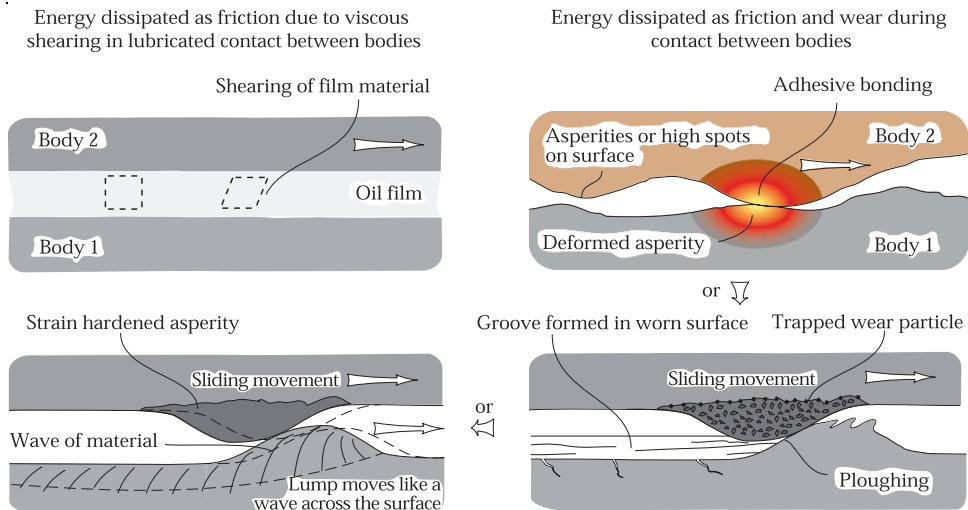 Energy dissipated as friction due to viscous
shearing in lubricated contact between bodies
Shearing of film material
Body 2
Oil film
Body 1
Energy dissipated as friction and wear during
contact between bodies
Adhesive bonding
Asperities or high spots
on surface
Body 2
Deformed asperity
Body 1
or
Strain hardened asperity
Sliding movement
Wave of material
Lump moves like a
wave across the surface
or
Groove formed in worn surface
Trapped wear particle
Sliding movement
Ploughing